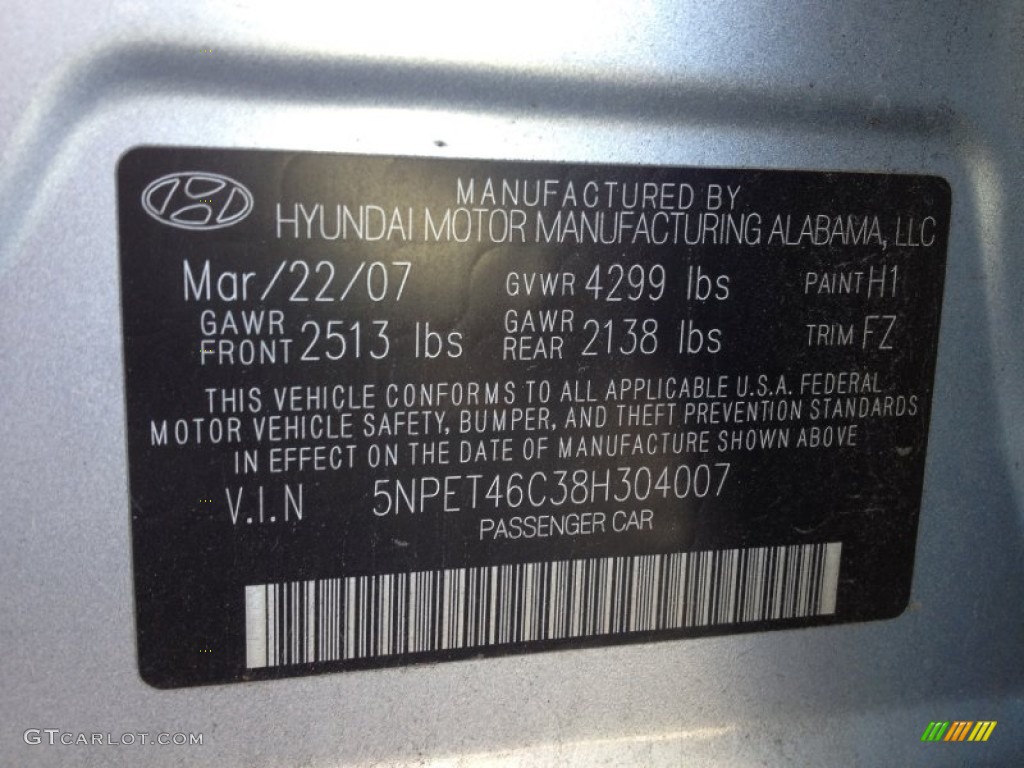 MANUFACTURED BY
HYUNDAI MOTOR MANUFACTURING ALABAMA, LLC
Mar/22/07 GVWR 4299 lbs PAINT H1
GAWR FRONT 2513 lbs GAWR REAR 2138 lbs TRIM FZ
THIS VEHICLE CONFORMS TO ALL APPLICABLE U.S.A. FEDERAL
MOTOR VEHICLE SAFETY, BUMPER, AND THEFT PREVENTION STANDARDS
IN EFFECT ON THE DATE OF MANUFACTURE SHOWN ABOVE
V.I.N 5NPET46C38H304007
PASSENGER CAR
GTCARLOT.COM